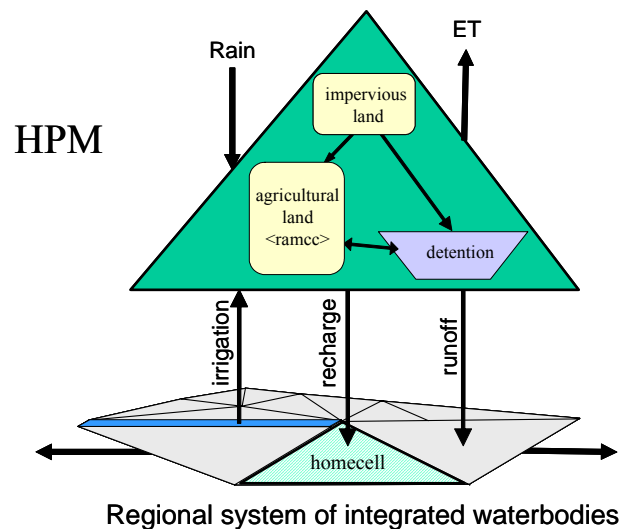 ET
Rain
impervious
land
HPM
agricultural
land
<ramcc>
detention
irrigation
recharge
runoff
homecell
Regional system of integrated waterbodies